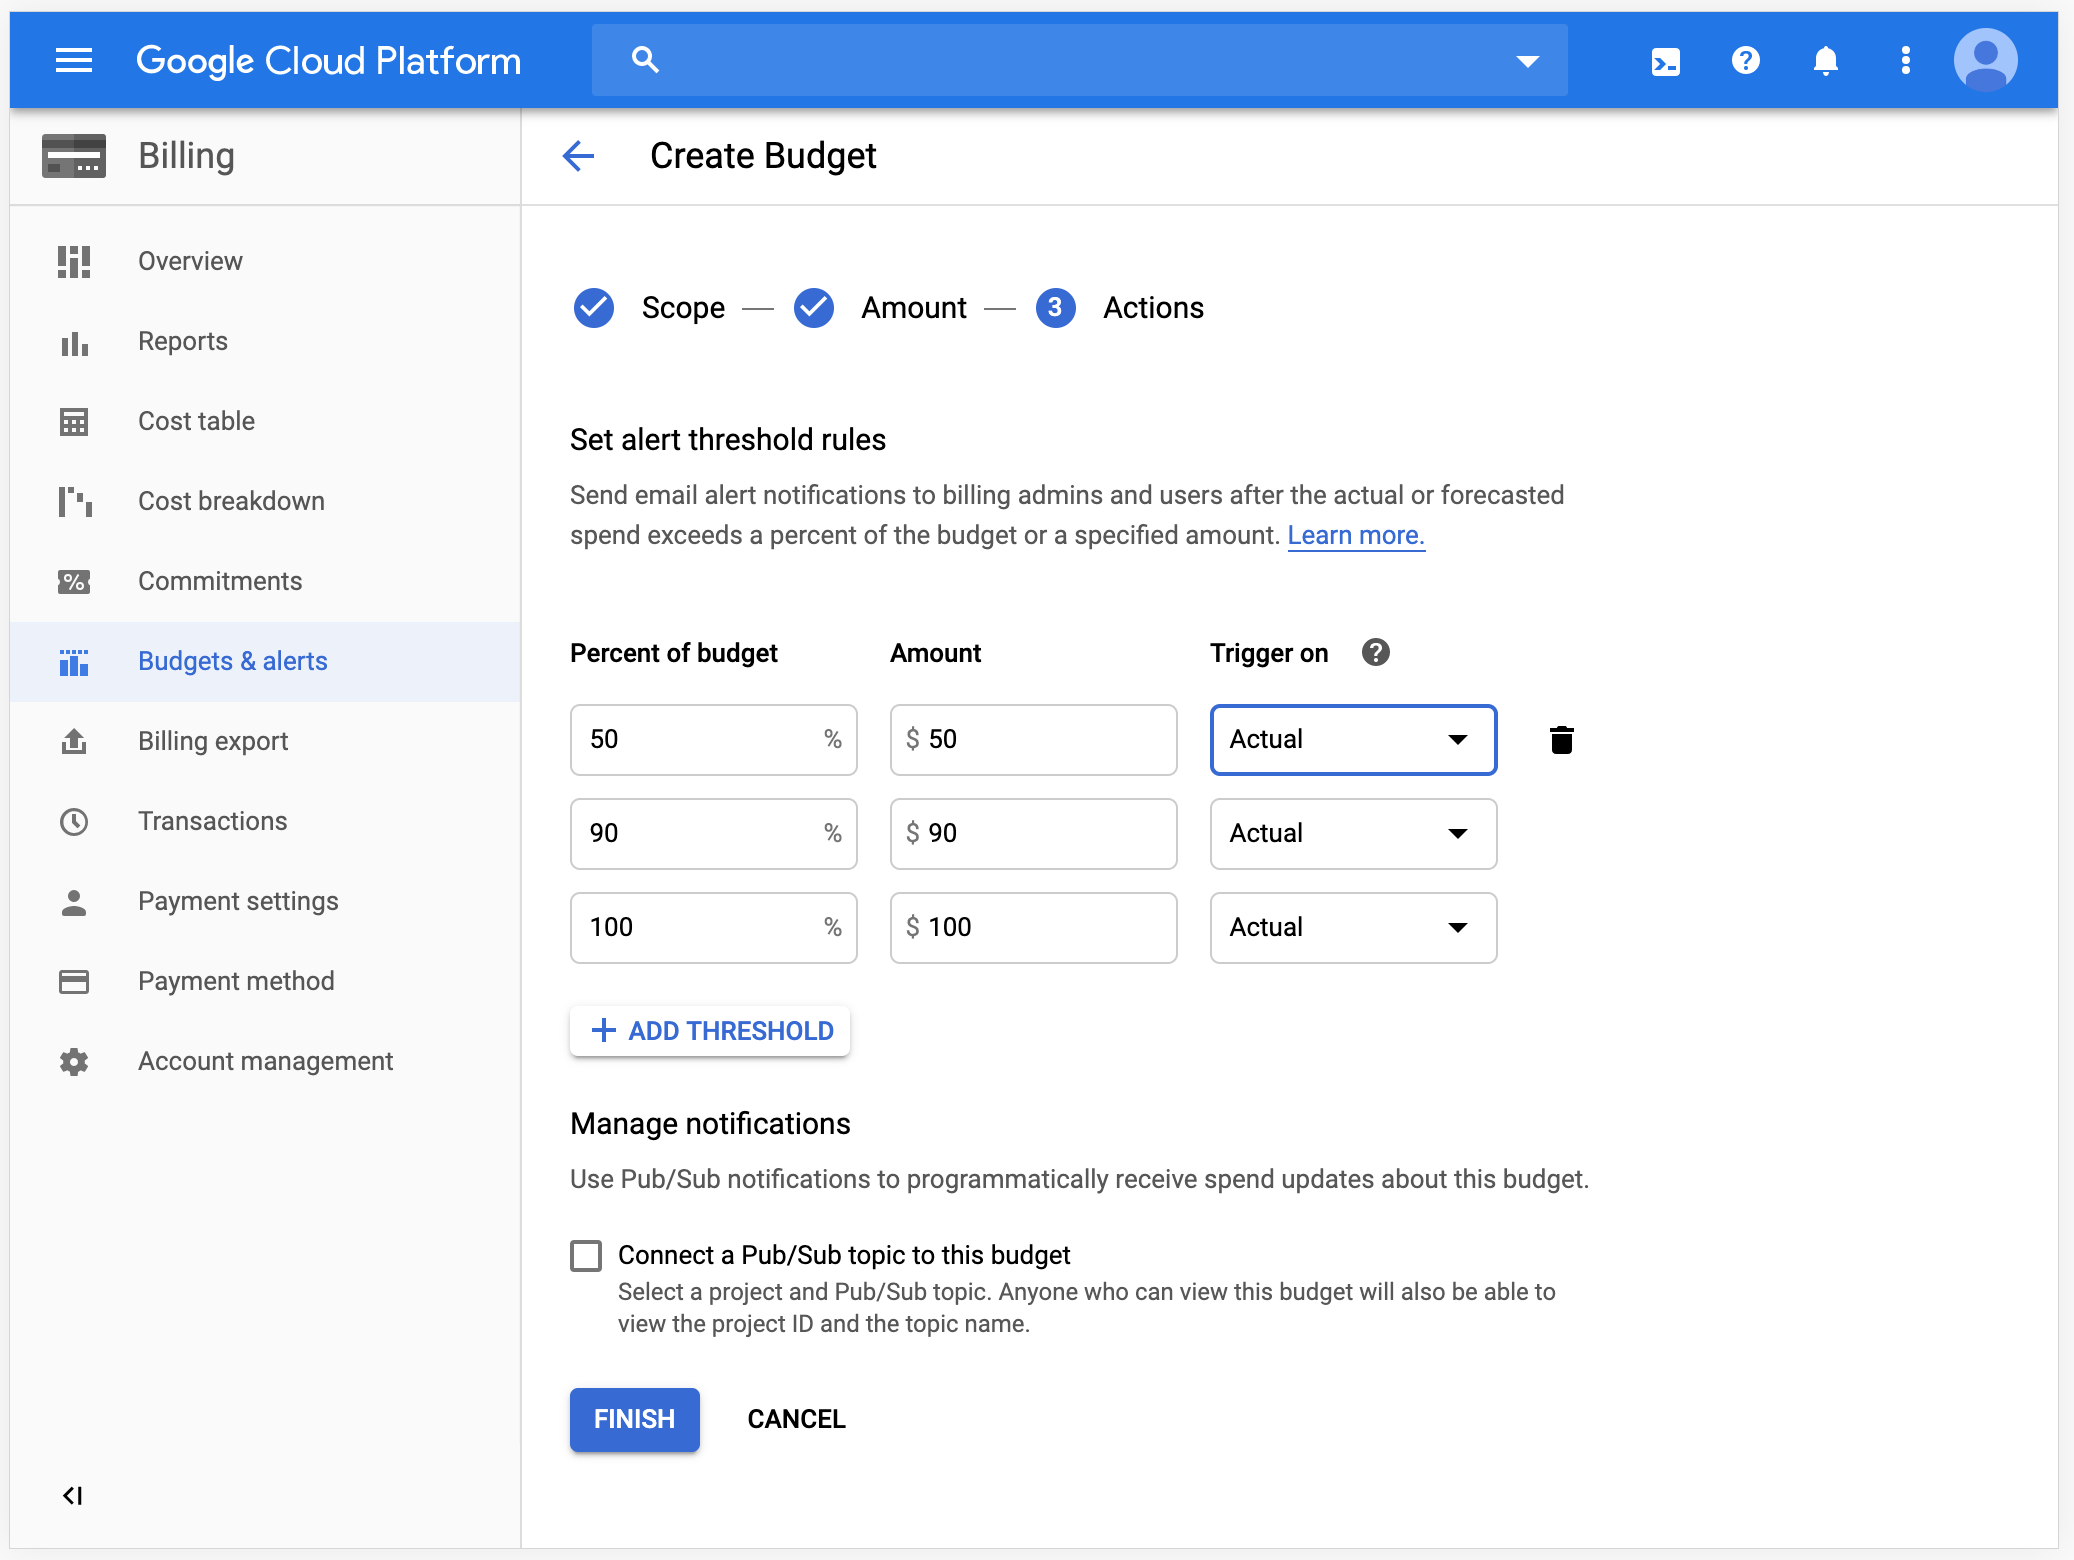 Google Cloud Platform
Billing
Create Budget
Overview
Reports
Cost table
Cost breakdown
Commitments
Budgets & alerts
Billing export
Transactions
Payment settings
Payment method
Account management
Scope — Amount — 3 Actions
Set alert threshold rules
Send email alert notifications to billing admins and users after the actual or forecasted
spend exceeds a percent of the budget or a specified amount. Learn more.
Percent of budget Amount Trigger on ?
50 % $ 50 Actual
90 % $ 90 Actual
100 % $ 100 Actual
+ ADD THRESHOLD
Manage notifications
Use Pub/Sub notifications to programmatically receive spend updates about this budget.
Connect a Pub/Sub topic to this budget
Select a project and Pub/Sub topic. Anyone who can view this budget will also be able to
view the project ID and the topic name.
FINISH CANCEL